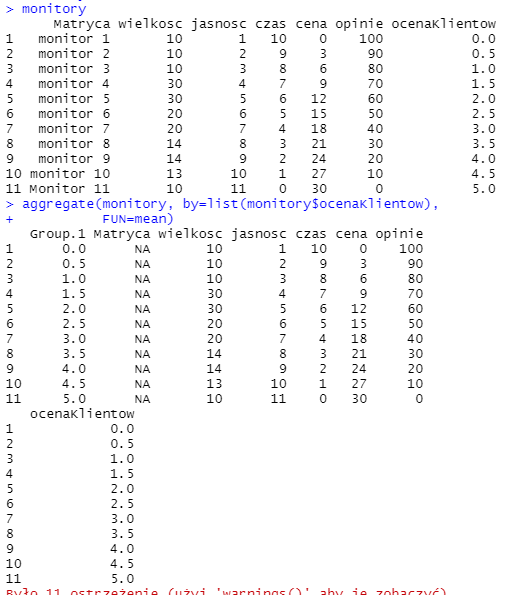 > monitory
Matryca wielkosc jasnosc czas cena opinie ocenaKlientow
1 monitor 1 10 1 10 0 100 0.0
2 monitor 2 10 2 9 3 90 0.5
3 monitor 3 10 3 8 6 80 1.0
4 monitor 4 30 4 7 9 70 1.5
5 monitor 5 30 5 6 12 60 2.0
6 monitor 6 20 6 5 15 50 2.5
7 monitor 7 20 7 4 18 40 3.0
8 monitor 8 14 8 3 21 30 3.5
9 monitor 9 14 9 2 24 20 4.0
10 monitor 10 13 10 1 27 10 4.5
11 Monitor 11 10 11 0 30 0 5.0
> aggregate(monitory, by=list(monitory$ocenaKlientow),
+ FUN=mean)
Group.1 Matryca wielkosc jasnosc czas cena opinie
1 0.0 NA 10 1 10 0 100
2 0.5 NA 10 2 9 3 90
3 1.0 NA 10 3 8 6 80
4 1.5 NA 30 4 7 9 70
5 2.0 NA 30 5 6 12 60
6 2.5 NA 20 6 5 15 50
7 3.0 NA 20 7 4 18 40
8 3.5 NA 14 8 3 21 30
9 4.0 NA 14 9 2 24 20
10 4.5 NA 13 10 1 27 10
11 5.0 NA 10 11 0 30 0
ocenaKlientow
1 0.0
2 0.5
3 1.0
4 1.5
5 2.0
6 2.5
7 3.0
8 3.5
9 4.0
10 4.5
11 5.0
Było 11 ostrzeżenie (użyj 'warnings()' aby je zobaczyć)